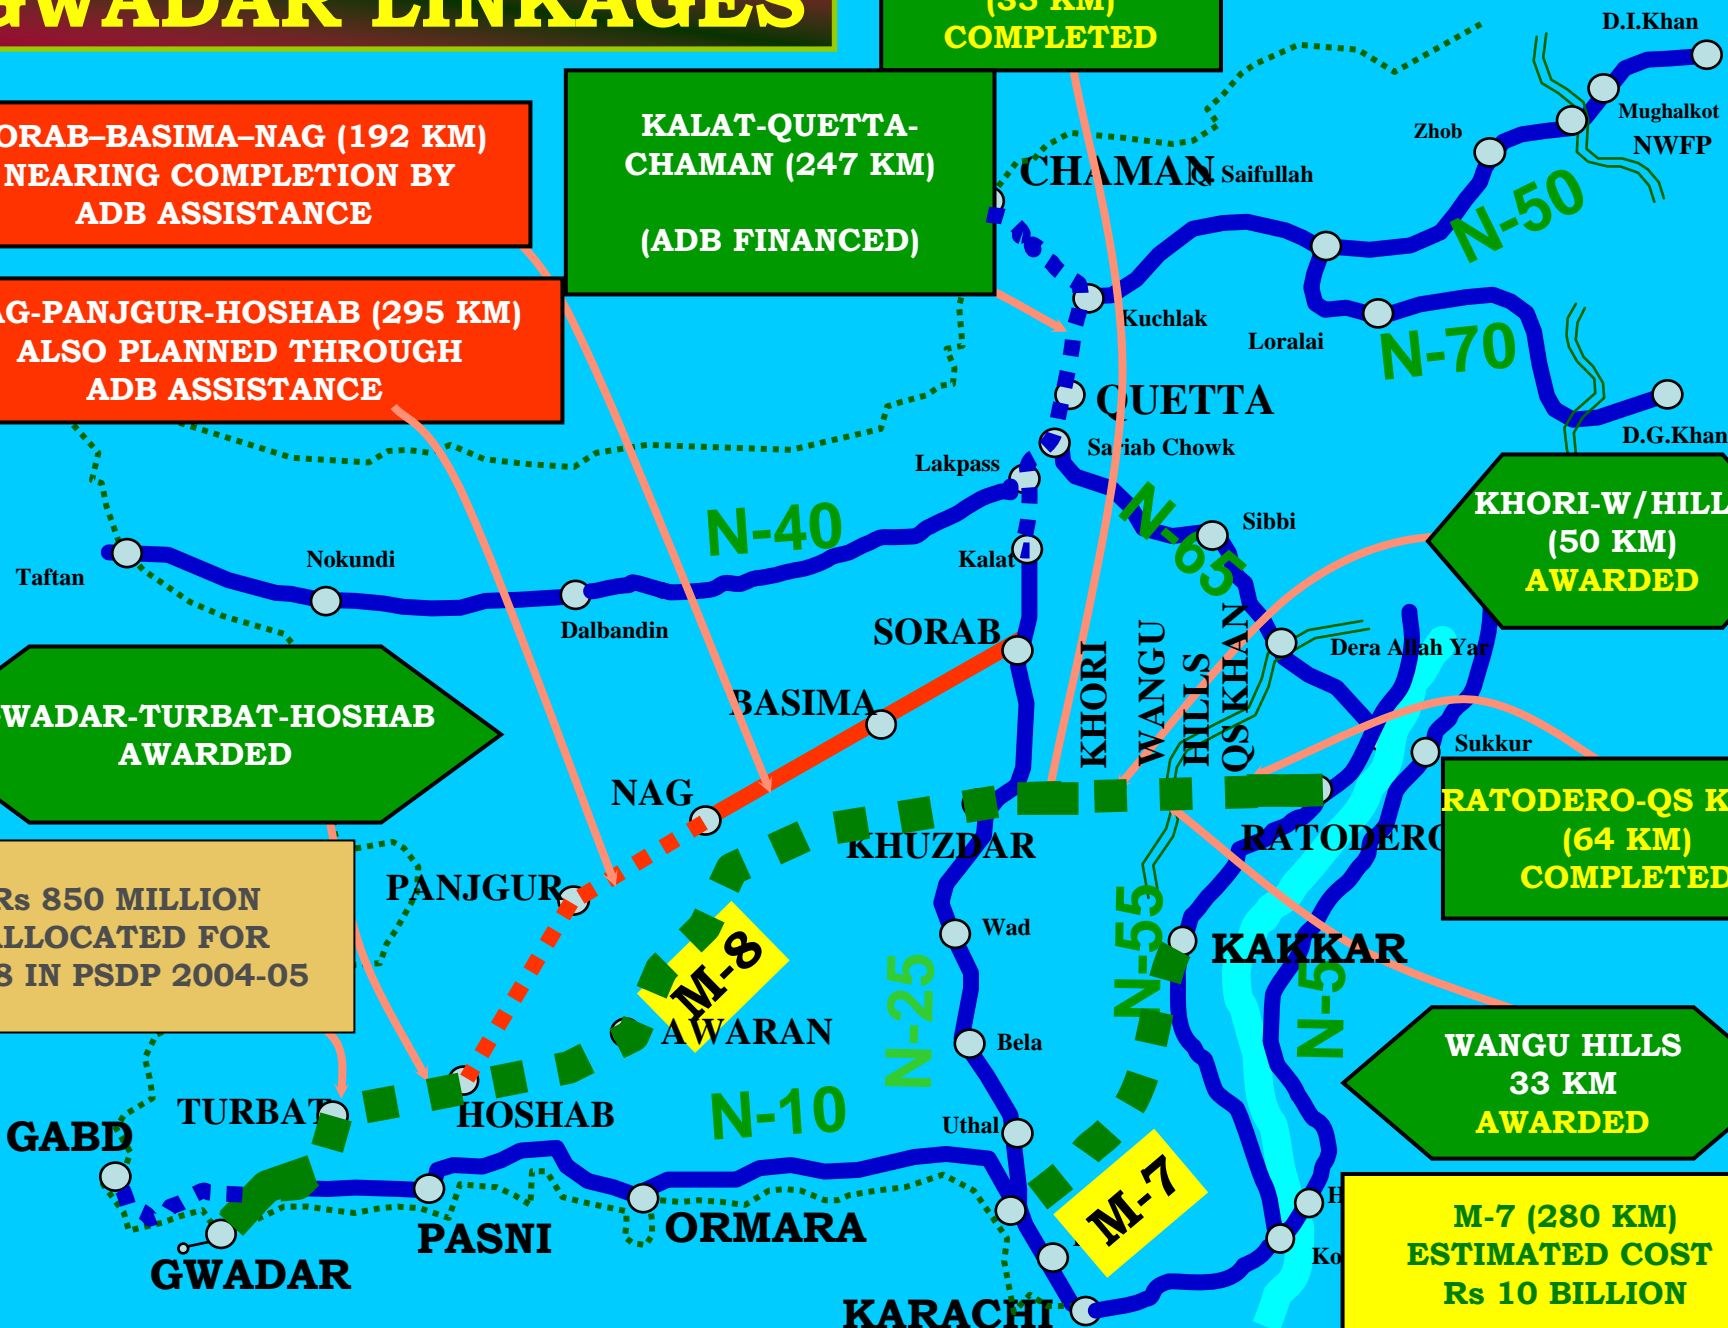 GWADAR LINKAGES
(33 KM)
COMPLETED
D.I.Khan
ORAB–BASIMA–NAG (192 KM)
NEARING COMPLETION BY
ADB ASSISTANCE
KALAT-QUETTA-
CHAMAN (247 KM)
(ADB FINANCED)
Mughalkot
NWFP
Zhob
CHAMAN
Q. Saifullah
N-50
AG-PANJGUR-HOSHAB (295 KM)
ALSO PLANNED THROUGH
ADB ASSISTANCE
Kuchlak
Loralai
N-70
QUETTA
D.G.Khan
Sariab Chowk
Lakpass
N-40
N-65
Sibbi
KHORI-W/HILL
(50 KM)
AWARDED
Taftan
Nokundi
Kalat
Dalbandin
SORAB
Dera Allah Yar
KHORI
WANGU
HILLS
QS KHAN
BASIMA
WADAR-TURBAT-HOSHAB
AWARDED
Sukkur
NAG
KHUZDAR
RATODERO
RATODERO-QS K
(64 KM)
COMPLETED
PANJGUR
Rs 850 MILLION
ALLOCATED FOR
8 IN PSDP 2004-05
Wad
M-8
N-55
KAKKAR
N-25
N-5
AWARAN
Bela
WANGU HILLS
33 KM
AWARDED
TURBAT
HOSHAB
N-10
Uthal
GABD
M-7
PASNI
ORMARA
H
Ko
GWADAR
KARACHI
M-7 (280 KM)
ESTIMATED COST
Rs 10 BILLION